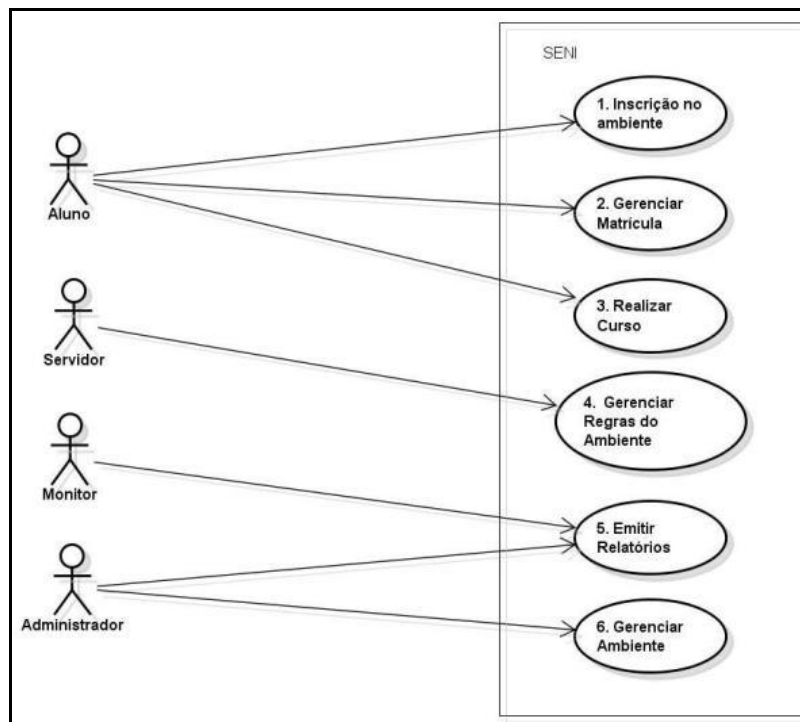 SENI
1. Inscrição no
ambiente
Aluno
2. Gerenciar
Matrícula
3. Realizar
Curso
Servidor
4. Gerenciar
Regras do
Ambiente
Monitor
5. Emitir
Relatórios
Administrador
6. Gerenciar
Ambiente